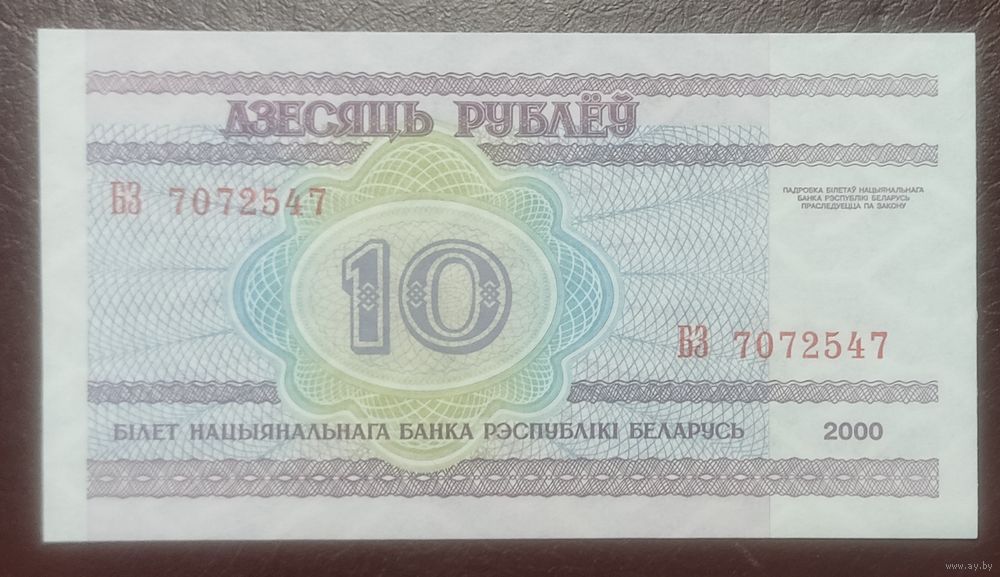 ДЗЕСЯЦЬ РУБЛЁЎ
БЗ 7072547
ПАДРОБКА БІЛЕТАЎ НАЦЫЯНАЛЬНАГА
БАНКА РЭСПУБЛІКІ БЕЛАРУСЬ
ПРАСЛЕДУЕЦЦА ПА ЗАКОНУ
10
БЗ 7072547
БІЛЕТ НАЦЫЯНАЛЬНАГА БАНКА РЭСПУБЛІКІ БЕЛАРУСЬ 2000
www.ay.by